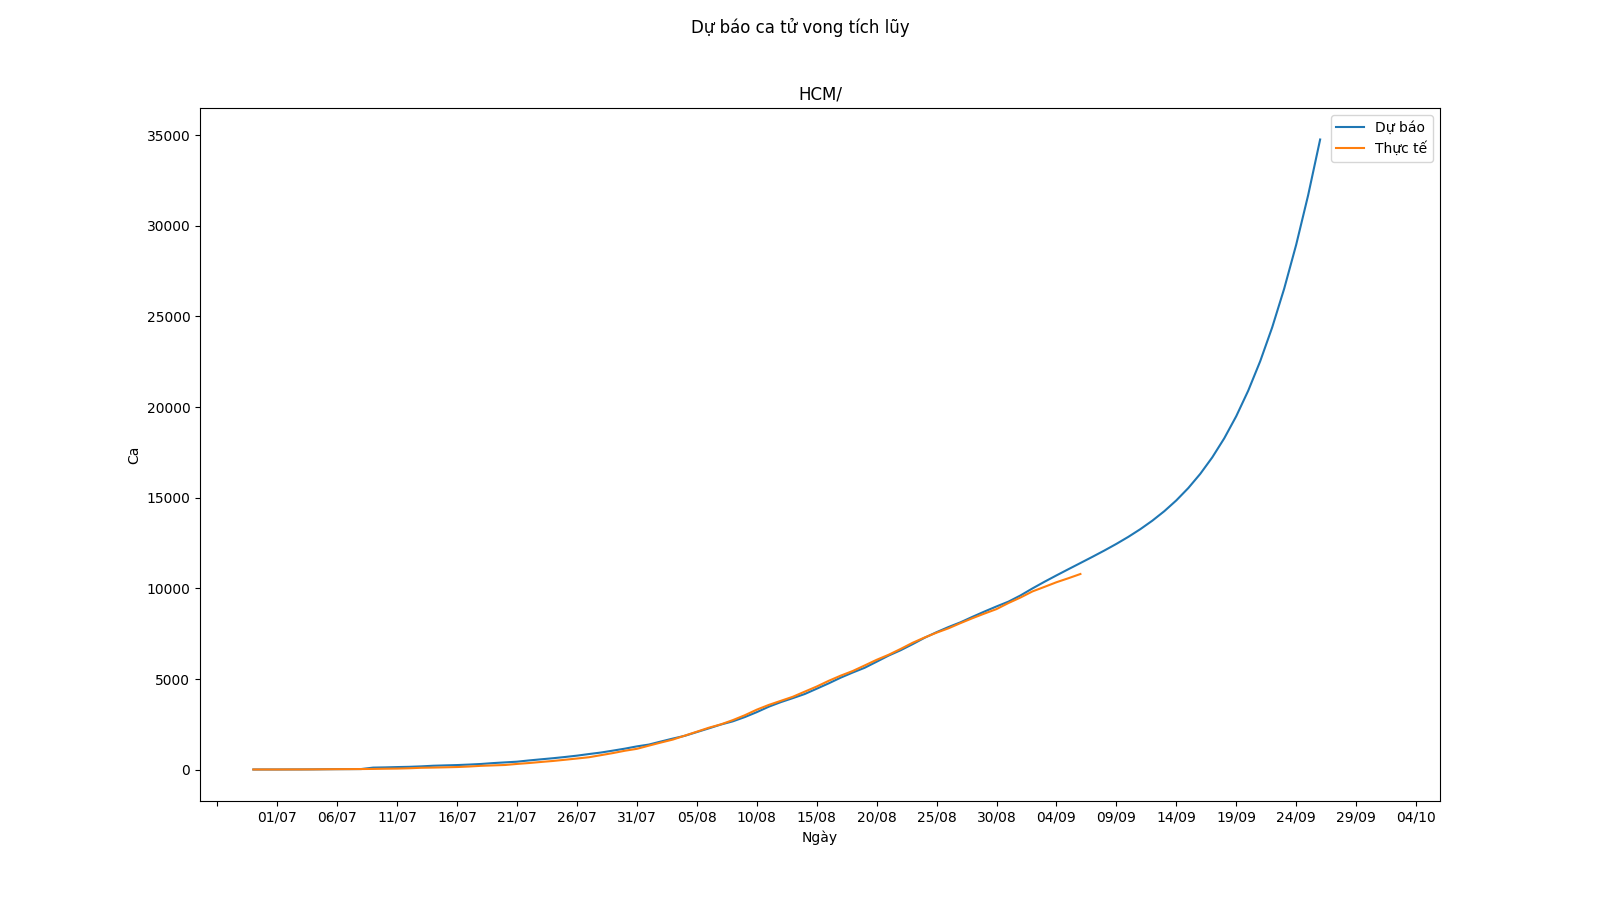 Dự báo ca tử vong tích lũy
HCM/
Dự báo
Thực tế
35000
30000
25000
20000
15000
10000
5000
0
Ca
01/07 06/07 11/07 16/07 21/07 26/07 31/07 05/08 10/08 15/08 20/08 25/08 30/08 04/09 09/09 14/09 19/09 24/09 29/09 04/10
Ngày